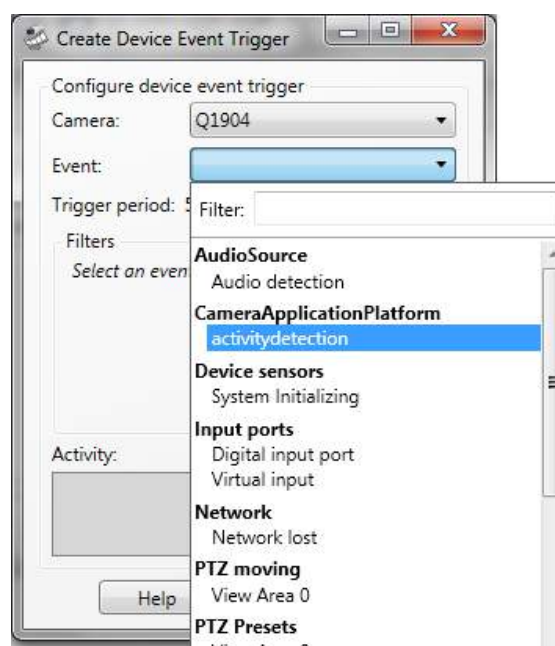 Create Device Event Trigger
Configure device event trigger
Camera: Q1904
Event:
Trigger period:
Filter:
Filters
Select an even
AudioSource
Audio detection
CameraApplicationPlatform
activitydetection
Device sensors
System Initializing
Input ports
Digital input port
Virtual input
Activity:
Network
Network lost
PTZ moving
View Area 0
Help
PTZ Presets